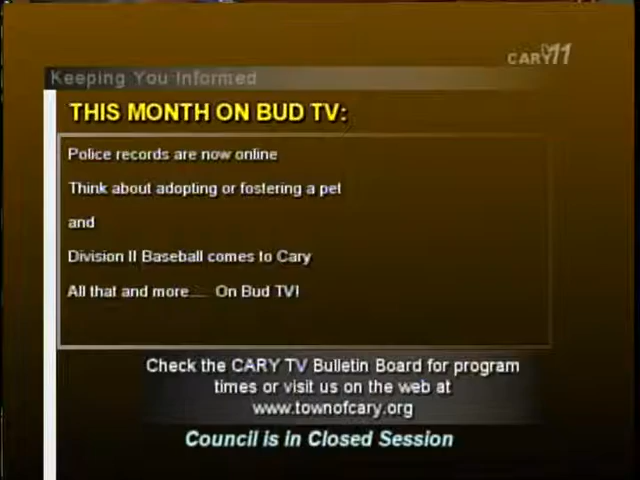 CARY TV 11
Keeping You Informed
THIS MONTH ON BUD TV:
Police records are now online
Think about adopting or fostering a pet
and
Division II Baseball comes to Cary
All that and more.... On Bud TV!
Check the CARY TV Bulletin Board for program
times or visit us on the web at
www.townofcary.org
Council is in Closed Session